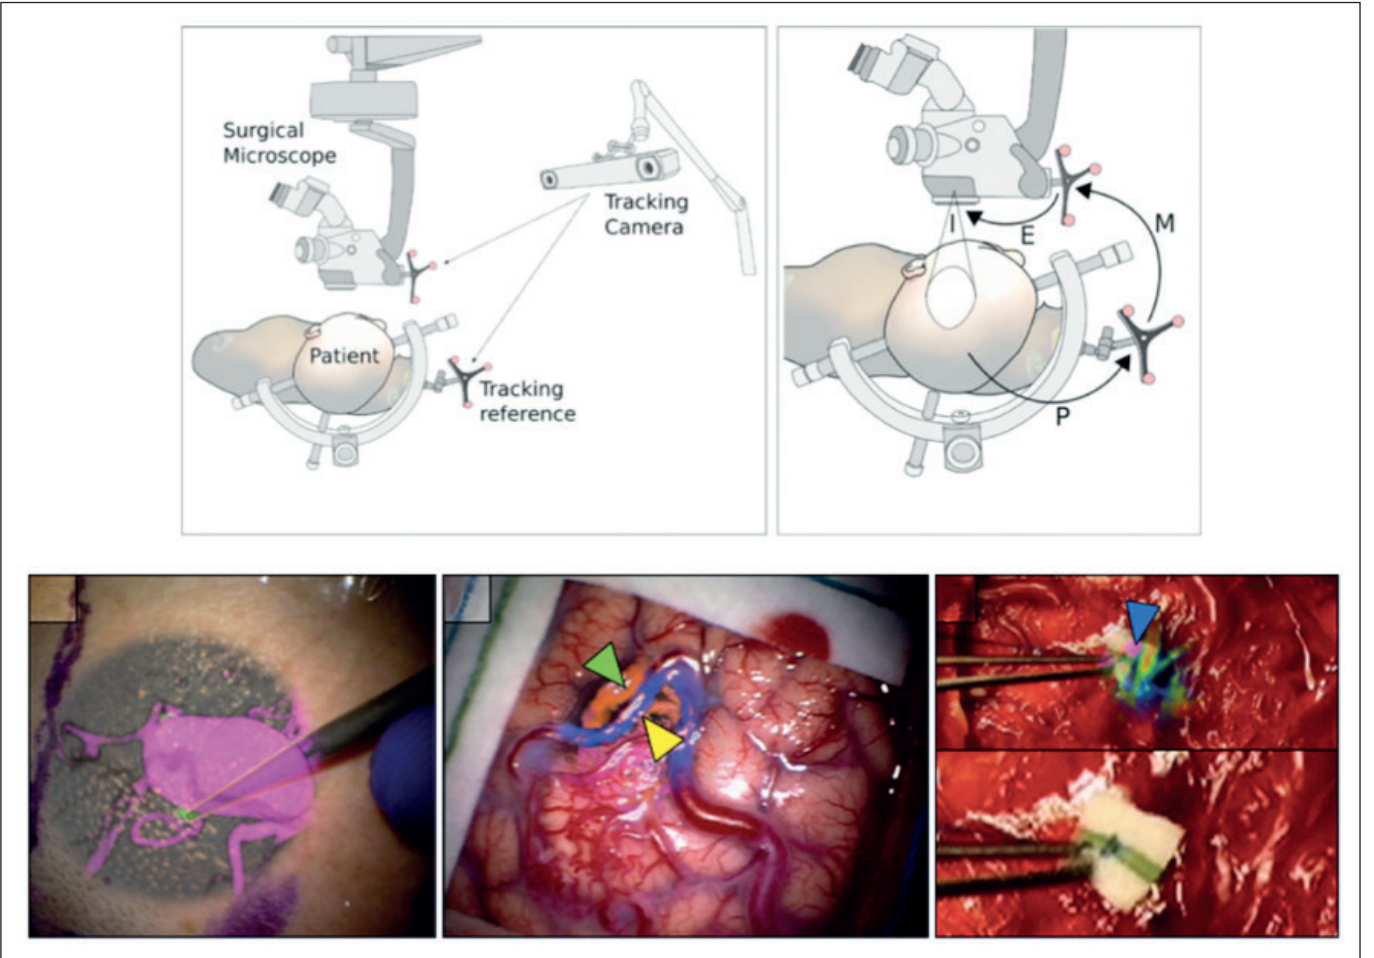 Surgical
Microscope
Tracking
Camera
Patient
Tracking
reference
I
E
M
P